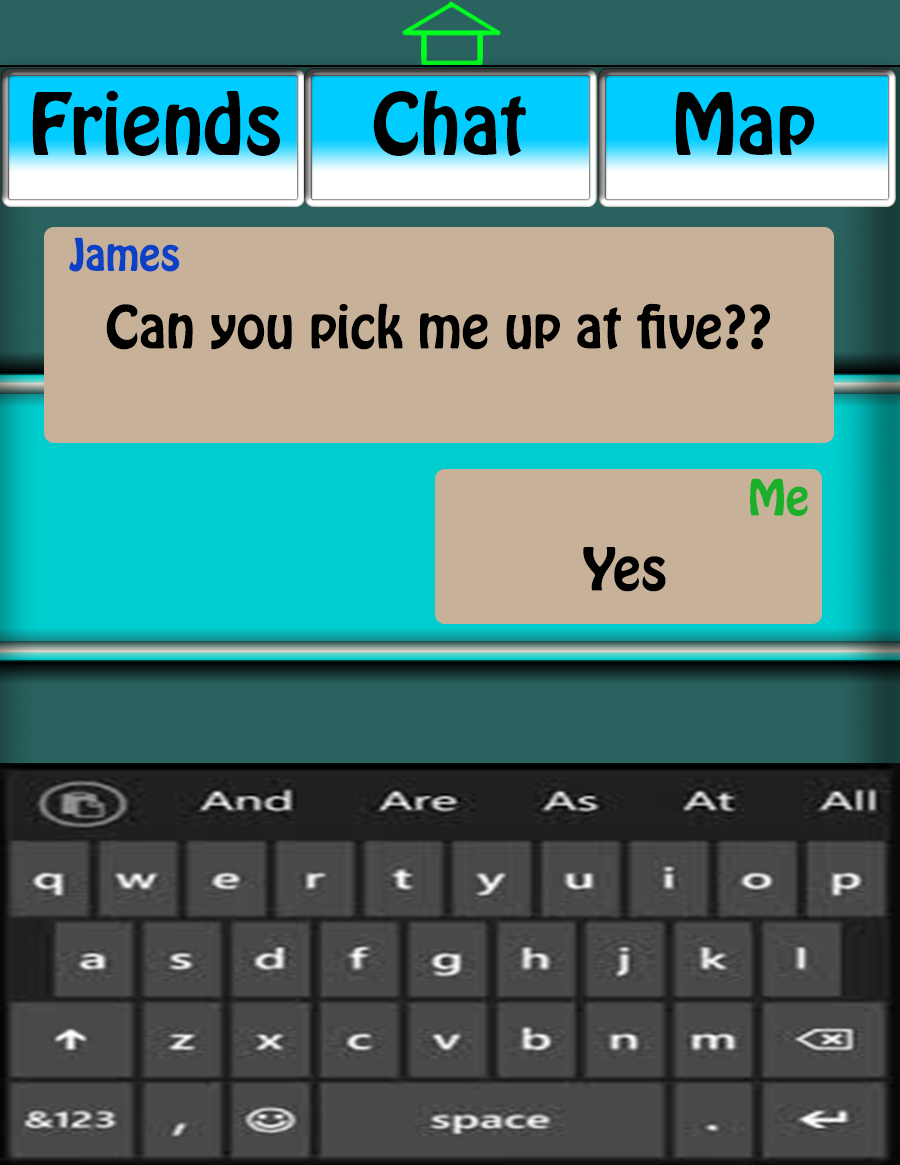 Friends Chat Map
James
Can you pick me up at five??
Me
Yes
And Are As At All
q w e r t y u i o p
a s d f g h j k l
z x c v b n m
&123 , space .